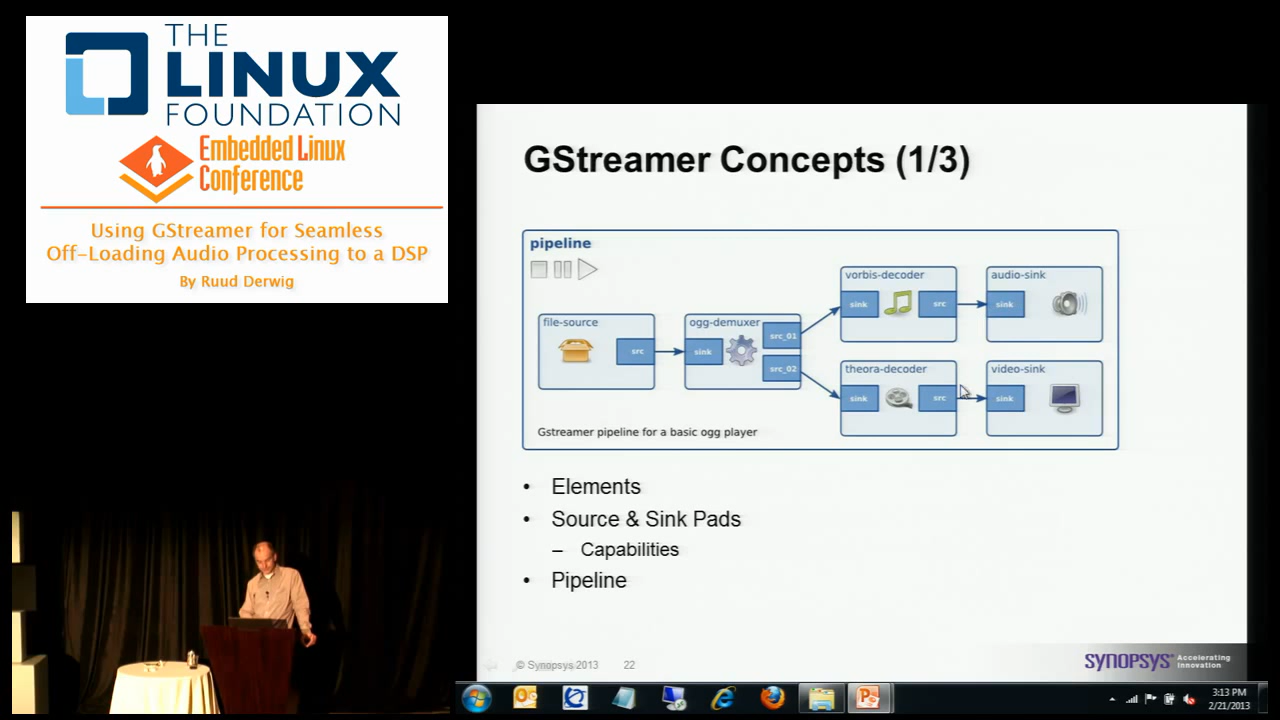 THE
LINUX
FOUNDATION
Embedded Linux
Conference
Using GStreamer for Seamless
Off-Loading Audio Processing to a DSP
By Ruud Derwig
GStreamer Concepts (1/3)
pipeline
file-source
src
ogg-demuxer
sink
src_01
src_02
vorbis-decoder
sink
src
audio-sink
sink
theora-decoder
sink
src
video-sink
sink
Gstreamer pipeline for a basic ogg player
• Elements
• Source & Sink Pads
– Capabilities
• Pipeline
© Synopsys 2013
22
SYNOPSYS
Accelerating
Innovation
3:13 PM
2/21/2013